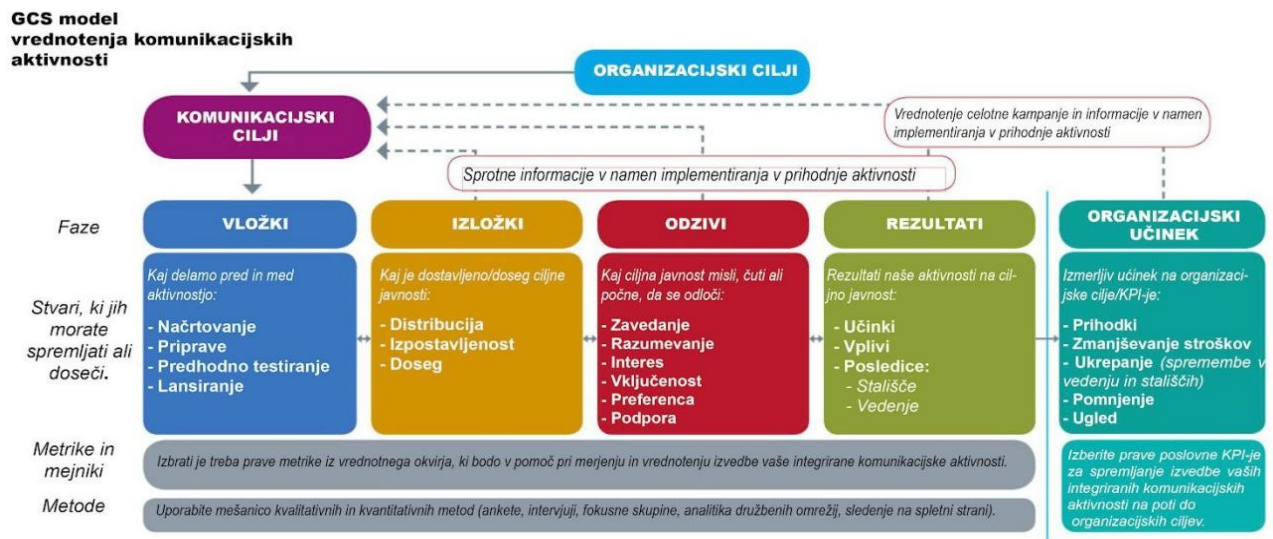 GCS model
vrednotenja komunikacijskih
aktivnosti
ORGANIZACIJSKI CILJI
KOMUNIKACIJSKI
CILJI
Vrednotenje celotne kampanje in informacije v namen
implementiranja v prihodnje aktivnosti
Sprotne informacije v namen implementiranja v prihodnje aktivnosti
Faze
VLOŽKI
IZLOŽKI
ODZIVI
REZULTATI
ORGANIZACIJSKI
UČINEK
Stvari, ki jih
morate
spremljati ali
doseči.
Kaj delamo pred in med
aktivnostjo:
- Načrtovanje
- Priprave
- Predhodno testiranje
- Lansiranje
Kaj je dostavljeno/doseg ciljne
javnosti:
- Distribucija
- Izpostavljenost
- Doseg
Kaj ciljna javnost misli, čuti ali
počne, da se odloči:
- Zavedanje
- Razumevanje
- Interes
- Vključenost
- Preferenca
- Podpora
Rezultati naše aktivnosti na cil-
jno javnost:
- Učinki
- Vplivi
- Posledice:
- Stališče
- Vedenje
Izmerljiv učinek na organizaci-
jske cilje/KPI-je:
- Prihodki
- Zmanjševanje stroškov
- Ukrepanje (spremembe v
vedenju in stališčih)
- Pomnjenje
- Ugled
Metrike in
mejniki
Izbrati je treba prave metrike iz vrednotnega okvirja, ki bodo v pomoč pri merjenju in vrednotenju izvedbe vaše integrirane komunikacijske aktivnosti.
Metode
Uporabite mešanico kvalitativnih in kvantitativnih metod (ankete, intervjuji, fokusne skupine, analitika družbenih omrežij, sledenje na spletni strani).
Izberite prave poslovne KPI-je
za spremljanje izvedbe vaših
integriranih komunikacijskih
aktivnosti na poti do
organizacijskih ciljev.